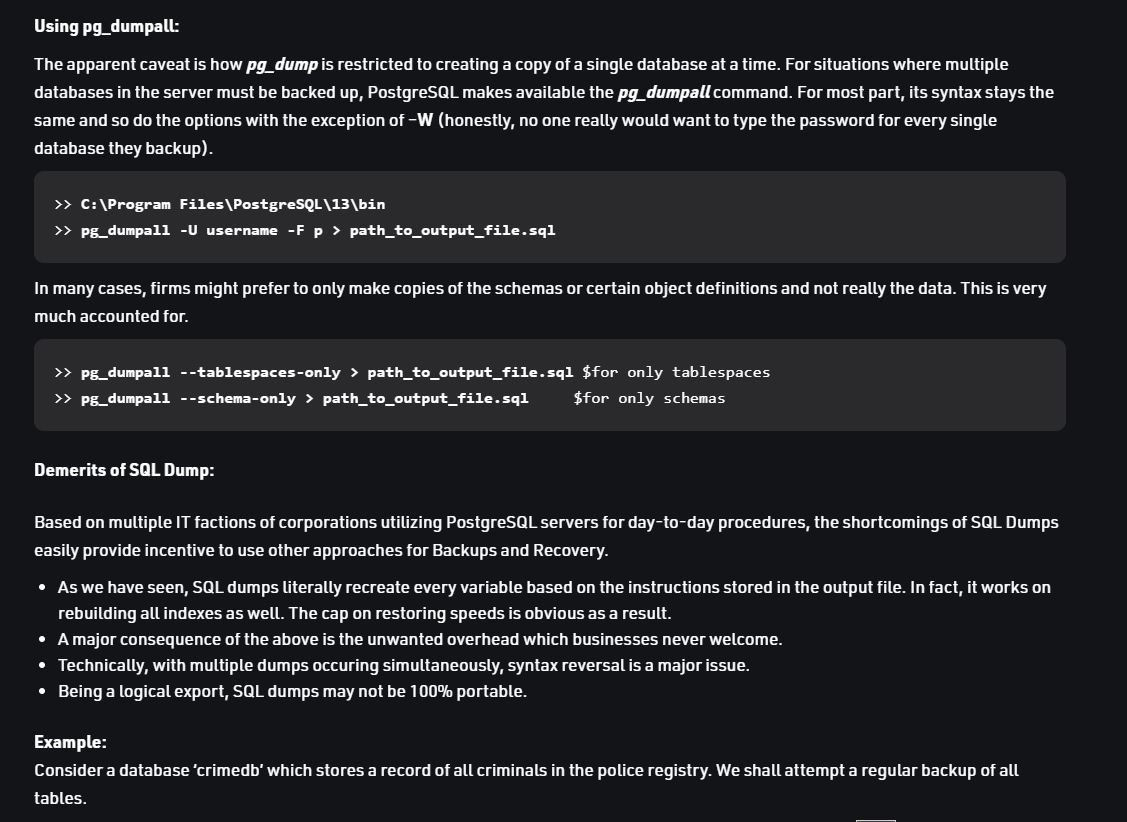 Using pg_dumpall:
The apparent caveat is how pg_dump is restricted to creating a copy of a single database at a time. For situations where multiple
databases in the server must be backed up, PostgreSQL makes available the pg_dumpall command. For most part, its syntax stays the
same and so do the options with the exception of -W (honestly, no one really would want to type the password for every single
database they backup).
>> C:\Program Files\PostgreSQL\13\bin
>> pg_dumpall -U username -F p > path_to_output_file.sql
In many cases, firms might prefer to only make copies of the schemas or certain object definitions and not really the data. This is very
much accounted for.
>> pg_dumpall --tablespaces-only > path_to_output_file.sql $for only tablespaces
>> pg_dumpall --schema-only > path_to_output_file.sql     $for only schemas
Demerits of SQL Dump:
Based on multiple IT factions of corporations utilizing PostgreSQL servers for day-to-day procedures, the shortcomings of SQL Dumps
easily provide incentive to use other approaches for Backups and Recovery.
• As we have seen, SQL dumps literally recreate every variable based on the instructions stored in the output file. In fact, it works on
rebuilding all indexes as well. The cap on restoring speeds is obvious as a result.
• A major consequence of the above is the unwanted overhead which businesses never welcome.
• Technically, with multiple dumps occuring simultaneously, syntax reversal is a major issue.
• Being a logical export, SQL dumps may not be 100% portable.
Example:
Consider a database ‘crimedb’ which stores a record of all criminals in the police registry. We shall attempt a regular backup of all
tables.